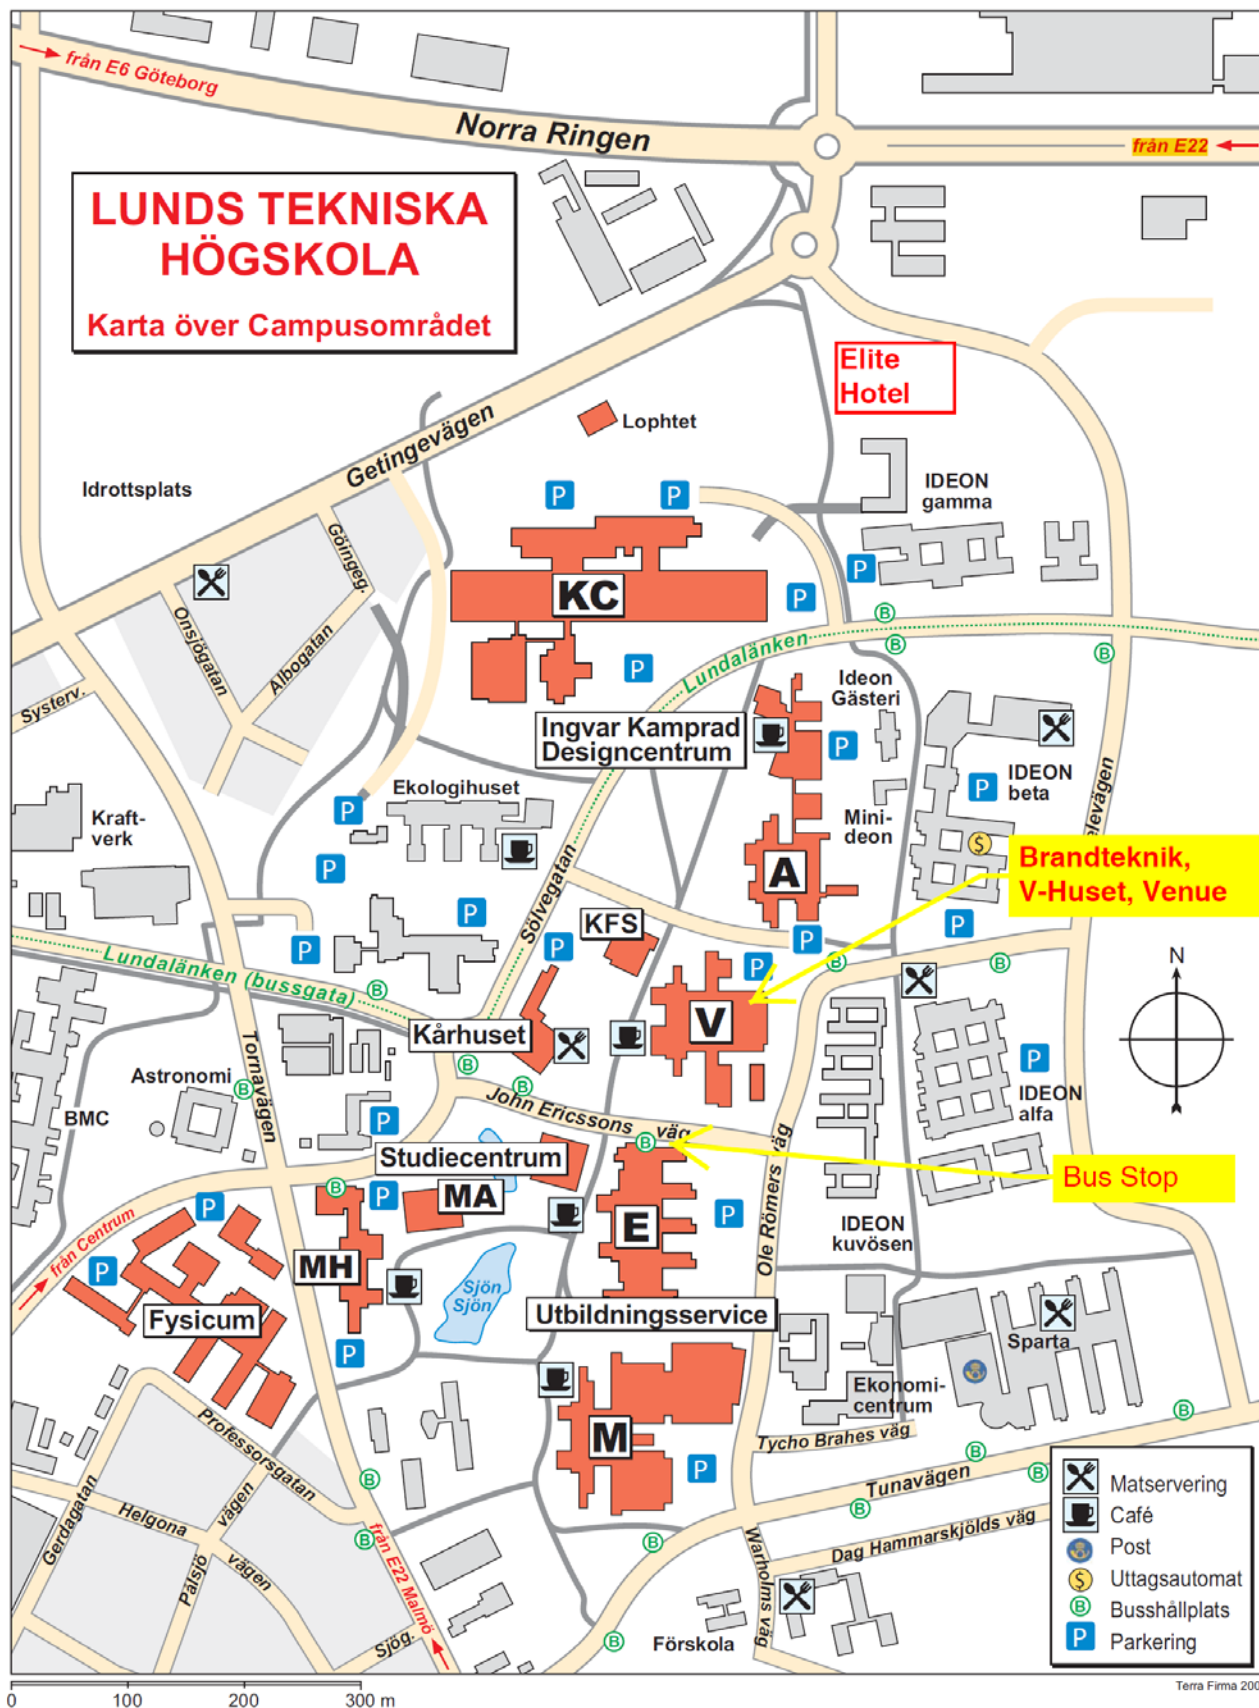 från E6 Göteborg
Norra Ringen
från E22
LUNDS TEKNISKA
HÖGSKOLA
Karta över Campusområdet
Elite
Hotel
Getingevägen
Lophtet
Idrottsplats
IDEON
gamma
Göingeg.
KC
Onsjögatan
Albogatan
Lundalänken
Systerv.
Ideon
Gästeri
Ingvar Kamprad
Designcentrum
IDEON
beta
Ekologihuset
Kraft-
verk
Mini-
deon
elevägen
Sölvegatan
A
Brandteknik,
V-Huset, Venue
KFS
Lundalänken (bussgata)
N
V
Kårhuset
Tornavägen
Astronomi
BMC
John Ericssons väg
IDEON
alfa
Studiecentrum
Bus Stop
MA
Ole Römers väg
från Centrum
E
IDEON
kuvösen
MH
Sjön
Sjön
Fysicum
Utbildningsservice
Sparta
Ekonomi-
centrum
M
Professorsgatan
Tycho Brahes väg
Tunavägen
Gerdagatan
Helgona
vägen
Palsjö
vägen
från E22 Malmö
Warholms väg
Dag Hammarskjölds väg
Sjög.
Förskola
Matservering
Café
Post
$ Uttagsautomat
B Busshållplats
P Parkering
0 100 200 300 m
Terra Firma 200